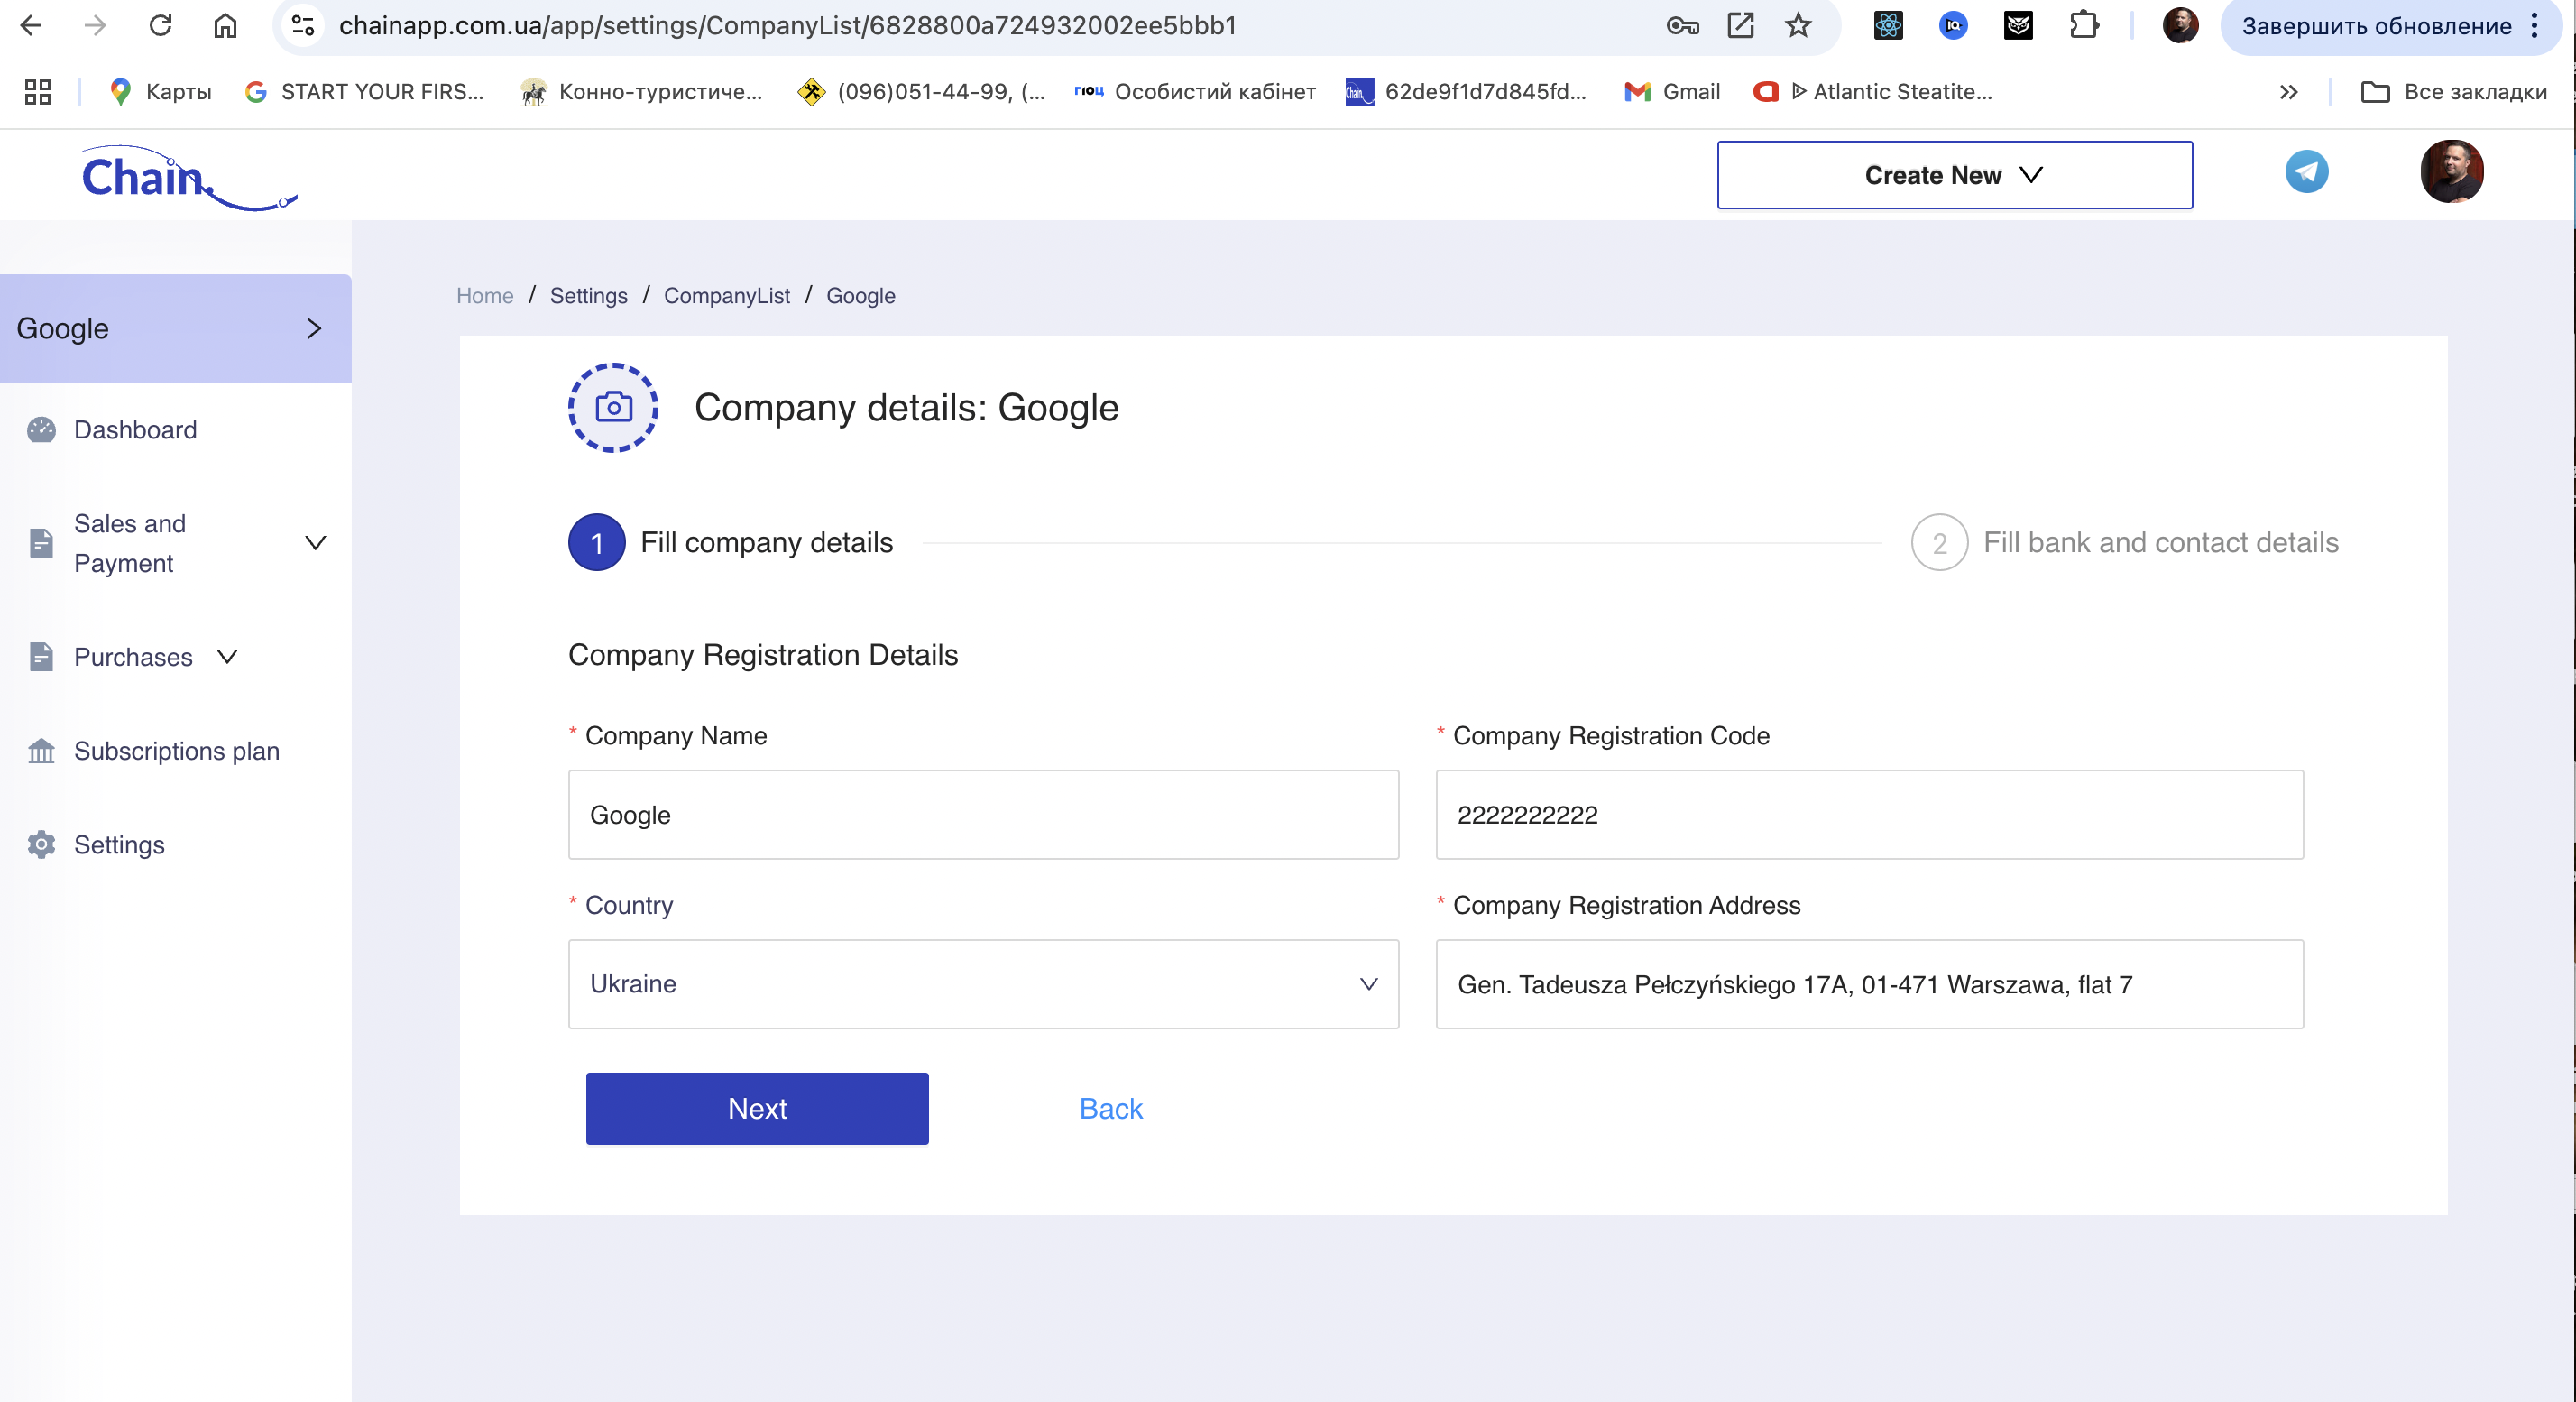 chainapp.com.ua/app/settings/CompanyList/6828800a724932002ee5bbb1
Завершить обновление
Карты
START YOUR FIRS...
Конно-туристиче...
(096)051-44-99, (...
Особистий кабінет
62de9f1d7d845fd...
Gmail
Atlantic Steatite...
Все закладки
Chain.
Create New
Google
Home / Settings / CompanyList / Google
Dashboard
Sales and
Payment
Purchases
Subscriptions plan
Settings
Company details: Google
1 Fill company details
2 Fill bank and contact details
Company Registration Details
* Company Name
Google
* Company Registration Code
2222222222
* Country
Ukraine
* Company Registration Address
Gen. Tadeusza Pełczyńskiego 17A, 01-471 Warszawa, flat 7
Next
Back